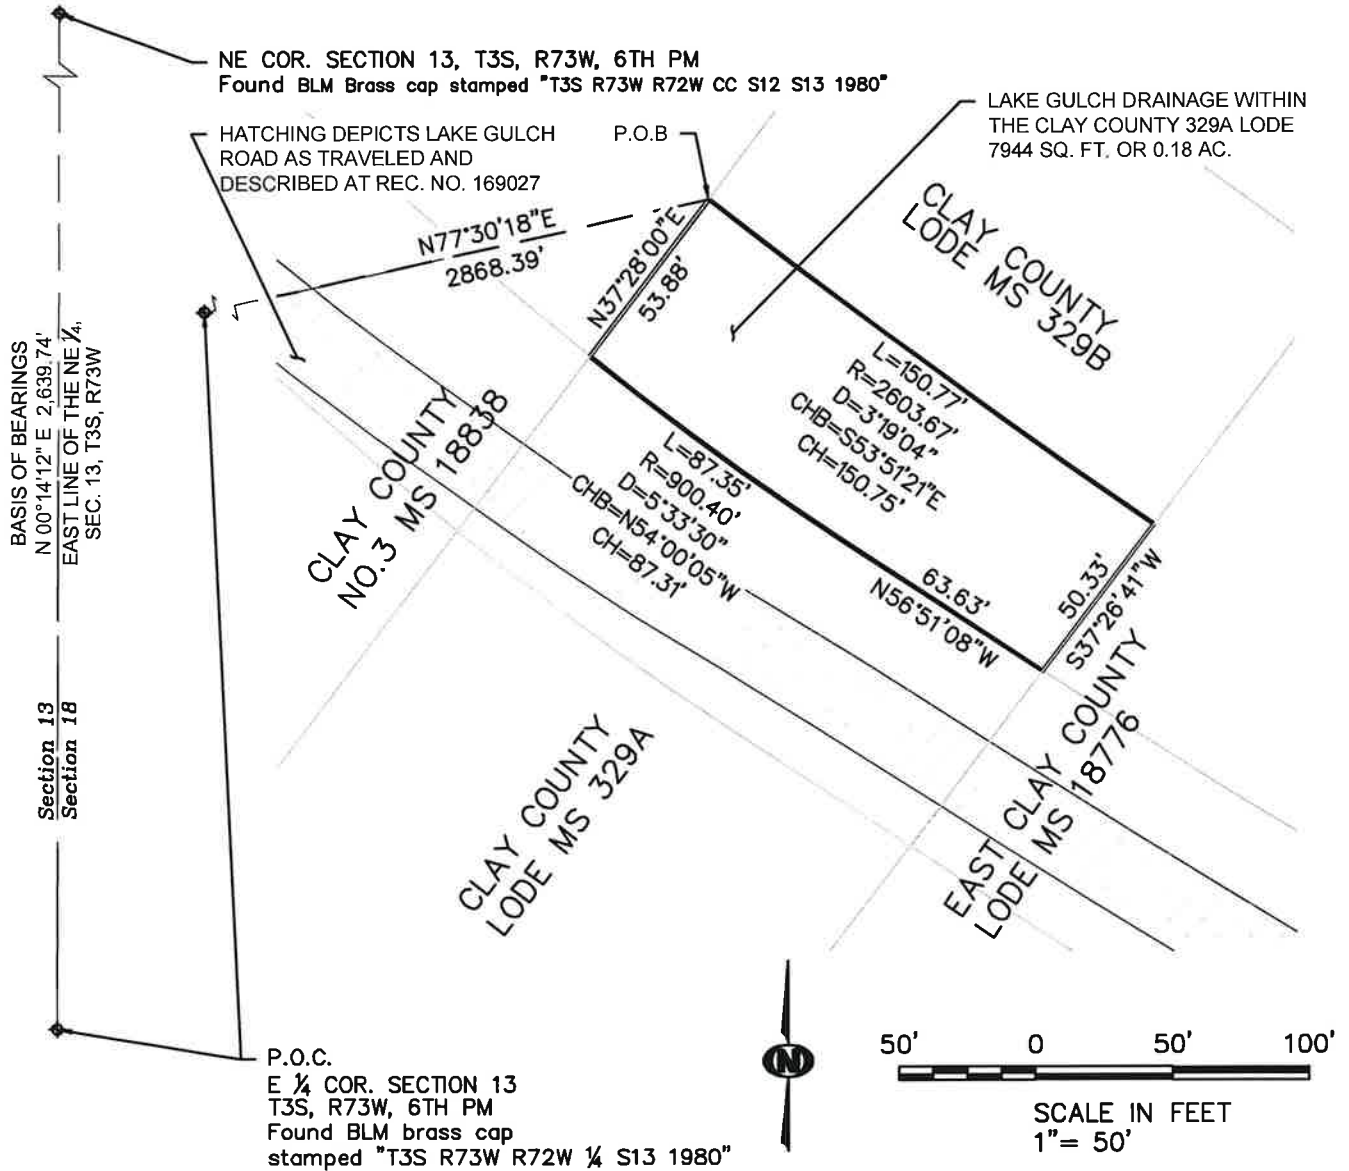 NE COR. SECTION 13, T3S, R73W, 6TH PM
Found BLM Brass cap stamped "T3S R73W R72W CC S12 S13 1980"
HATCHING DEPICTS LAKE GULCH
ROAD AS TRAVELED AND
DESCRIBED AT REC. NO. 169027
P.O.B
LAKE GULCH DRAINAGE WITHIN
THE CLAY COUNTY 329A LODE
7944 SQ. FT. OR 0.18 AC.
N77°30'18"E
2868.39'
N37°28'00"E
53.88'
CLAY COUNTY
LODE MS 329B
L=150.77'
R=2603.67'
D=3°19'04"
CHB=S53°51'21"E
CH=150.75'
L=87.35'
R=900.40'
D=5°33'30"
CHB=N54°00'05"W
CH=87.31'
63.63'
N56°51'08"W
50.33'
S37°26'41"W
CLAY COUNTY
NO.3 MS 18838
CLAY COUNTY
LODE MS 329A
EAST CLAY COUNTY
LODE MS 18776
BASIS OF BEARINGS
N 00°14'12" E 2,639.74'
EAST LINE OF THE NE ¼,
SEC. 13, T3S, R73W
Section 13
Section 18
P.O.C.
E ¼ COR. SECTION 13
T3S, R73W, 6TH PM
Found BLM brass cap
stamped "T3S R73W R72W ¼ S13 1980"
N
50' 0 50' 100'
SCALE IN FEET
1"= 50'